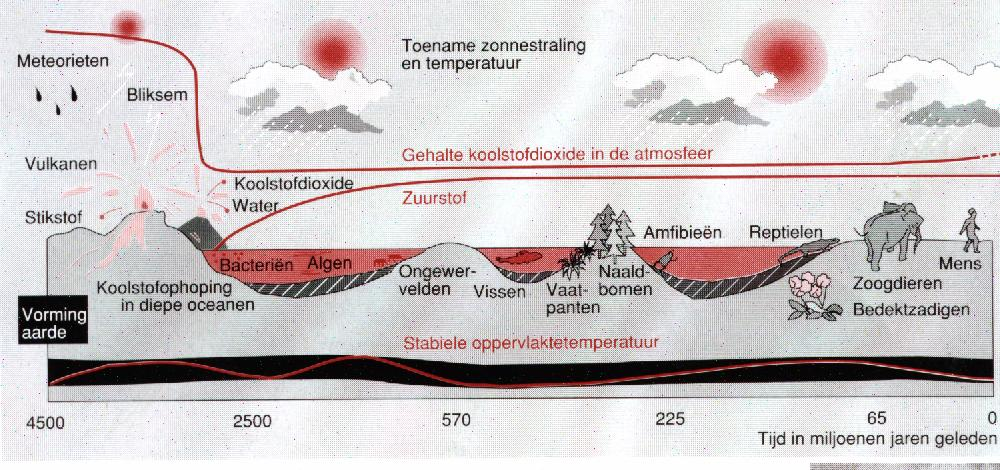 Toename zonnestraling
en temperatuur
Meteorieten
Bliksem
Gehalte koolstofdioxide in de atmosfeer
Vulkanen
Koolstofdioxide
Water
Zuurstof
Stikstof
Amfibieën
Reptielen
Bacteriën
Algen
Ongewer-
velden
Vissen
Vaat-
panten
Naald-
bomen
Mens
Zoogdieren
Bedektzadigen
Koolstofophoping
in diepe oceanen
Vorming
aarde
Stabiele oppervlaktetemperatuur
4500
2500
570
225
65
0
Tijd in miljoenen jaren geleden